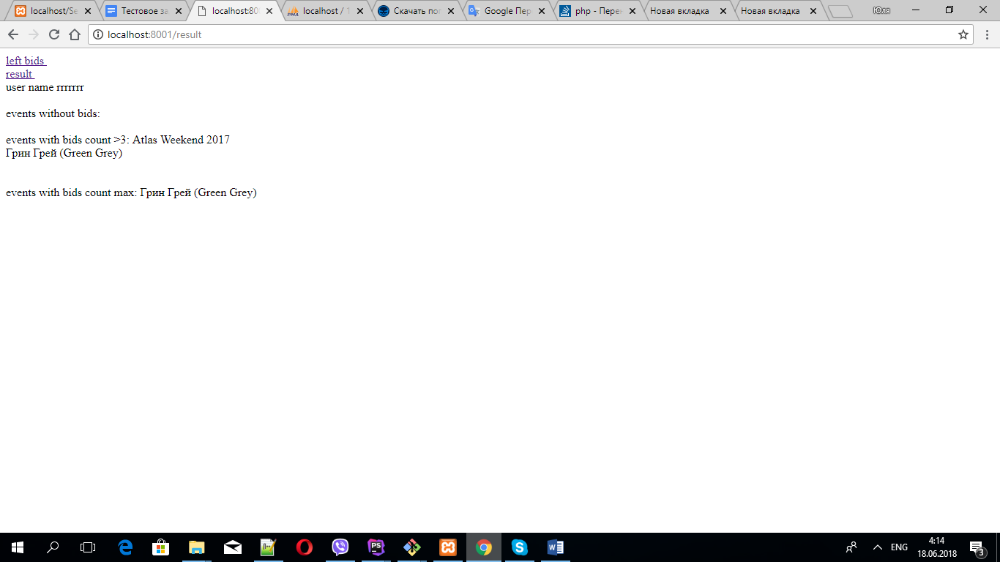 localhost/Se
Тестовое за
localhost:80
localhost / 1
Скачать пог
Google Пер
php - Перен
Новая вкладка
Новая вкладка
Юля
localhost:8001/result
left bids
result
user name rrrrrrr
events without bids:
events with bids count >3: Atlas Weekend 2017
Грин Грей (Green Grey)
events with bids count max: Грин Грей (Green Grey)
ENG
4:14
18.06.2018
3